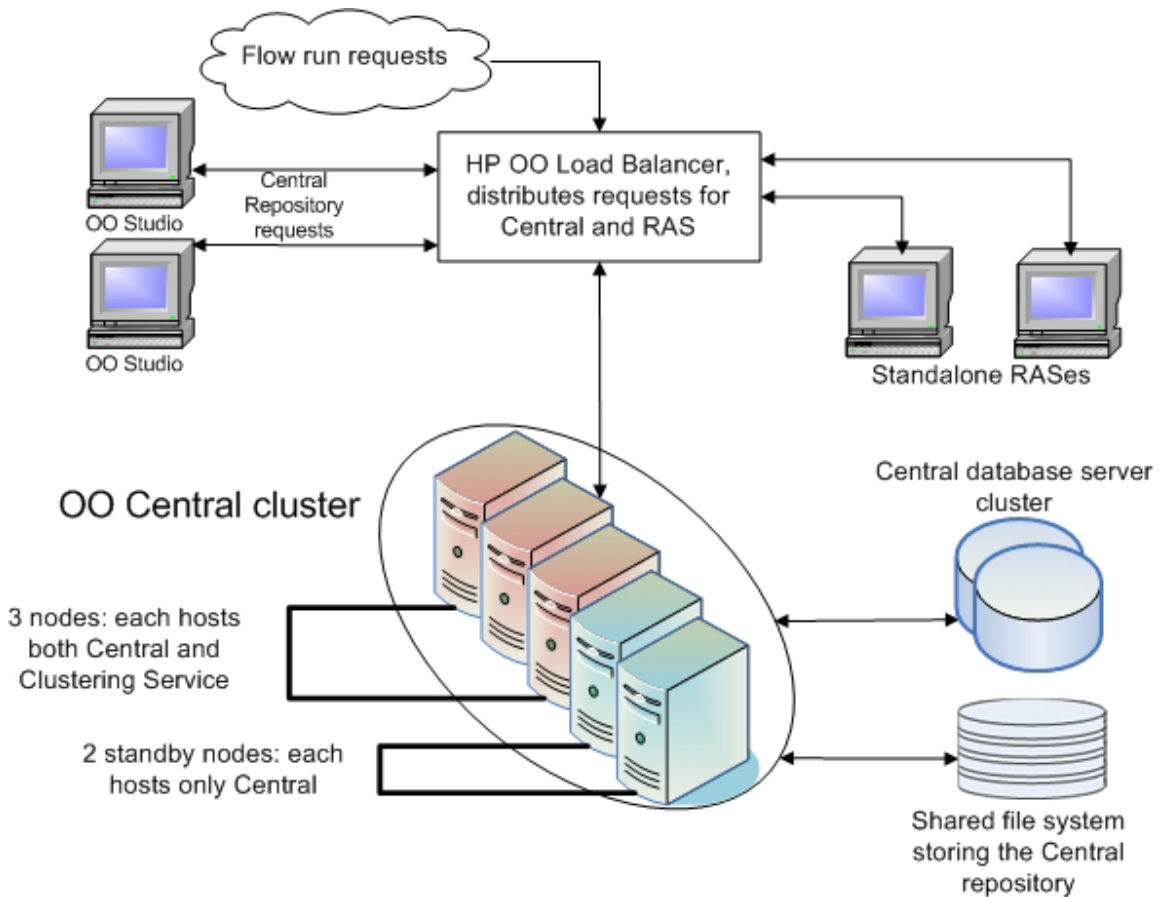 Flow run requests
HP OO Load Balancer,
distributes requests for
Central and RAS
Central
Repository
requests
OO Studio
OO Studio
Standalone RASes
OO Central cluster
Central database server
cluster
3 nodes: each hosts
both Central and
Clustering Service
2 standby nodes: each
hosts only Central
Shared file system
storing the Central
repository